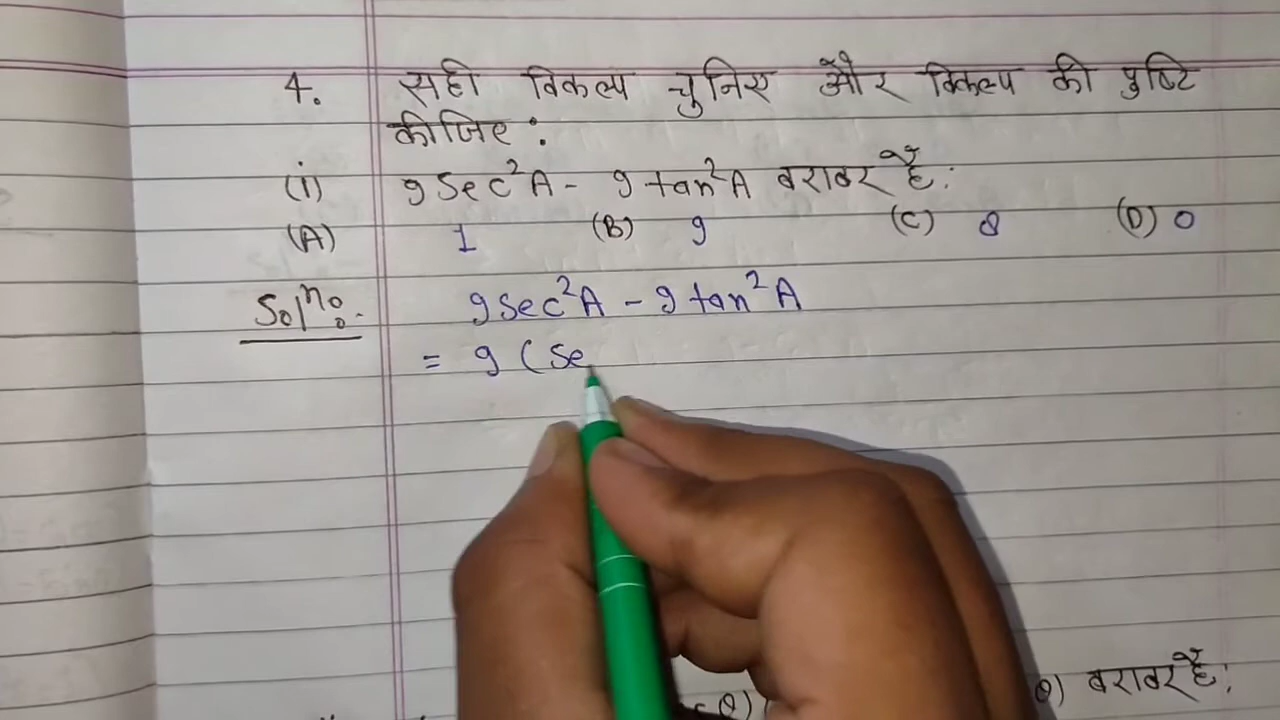 4. सही विकल्प चुनिए और विकल्प की पुष्टि
कीजिए :
(i) 9 sec²A - 9 tan²A बराबर है :
(A) 1 (B) 9 (C) 8 (D) 0
Solno. 9 sec²A - 9 tan²A
= 9 ( se
θ) बराबर है :